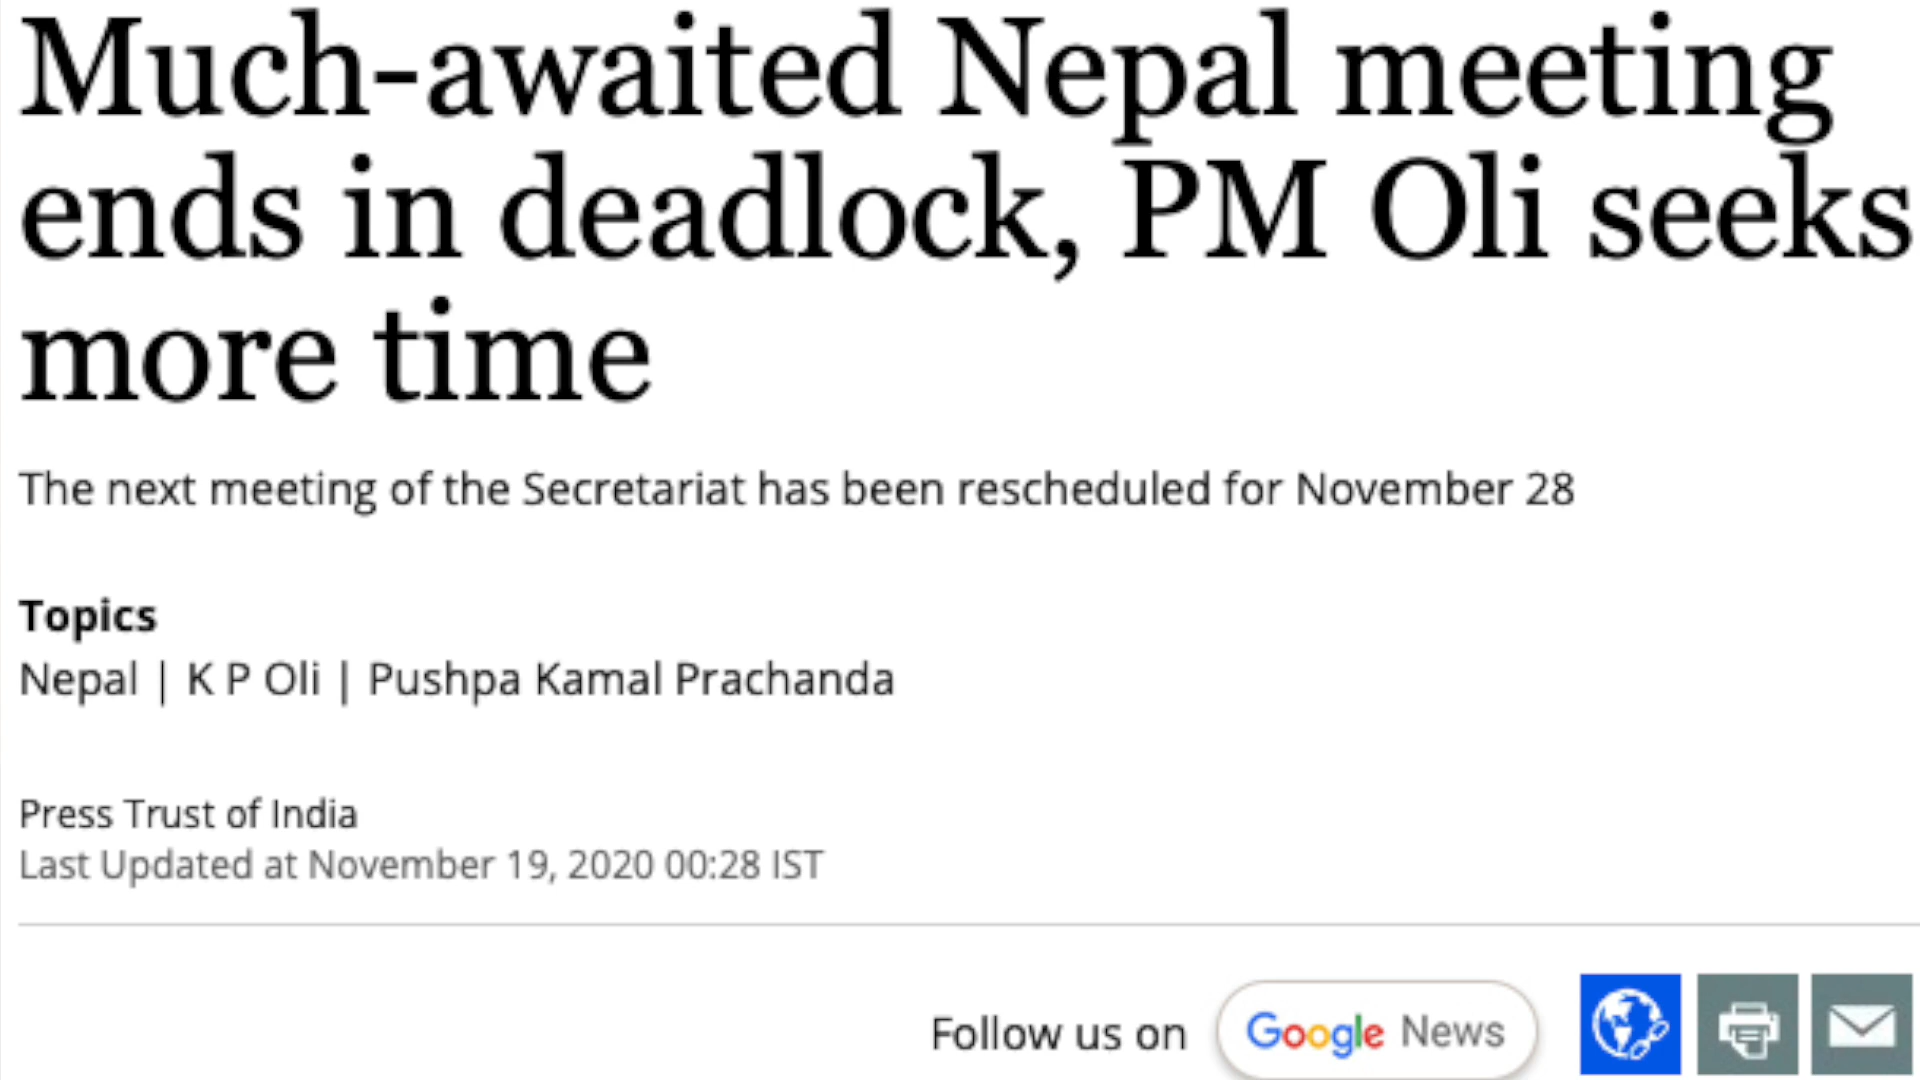 Much-awaited Nepal meeting
ends in deadlock, PM Oli seeks
more time
The next meeting of the Secretariat has been rescheduled for November 28
Topics
Nepal | K P Oli | Pushpa Kamal Prachanda
Press Trust of India
Last Updated at November 19, 2020 00:28 IST
Follow us on Google News